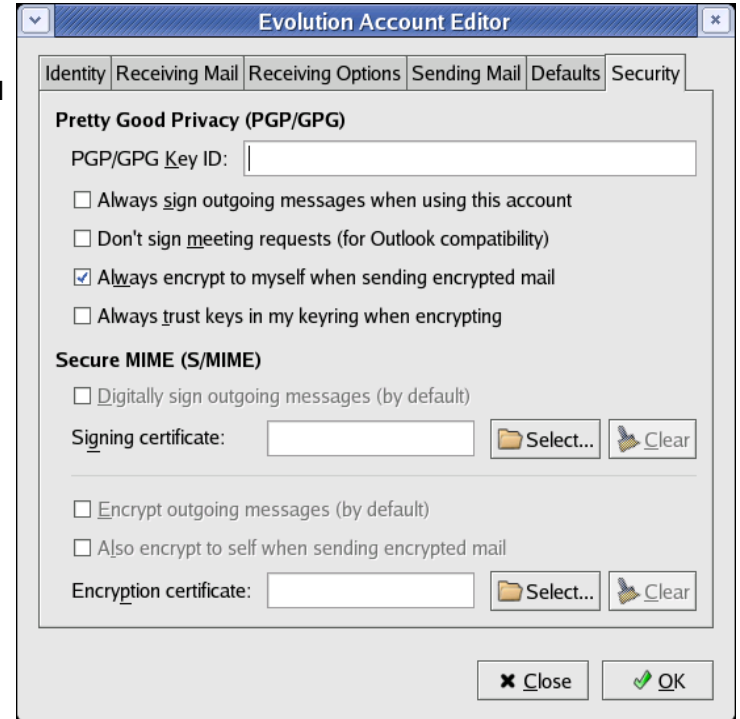 Evolution Account Editor
Identity Receiving Mail Receiving Options Sending Mail Defaults Security
Pretty Good Privacy (PGP/GPG)
PGP/GPG Key ID:
Always sign outgoing messages when using this account
Don't sign meeting requests (for Outlook compatibility)
Always encrypt to myself when sending encrypted mail
Always trust keys in my keyring when encrypting
Secure MIME (S/MIME)
Digitally sign outgoing messages (by default)
Signing certificate: Select... Clear
Encrypt outgoing messages (by default)
Also encrypt to self when sending encrypted mail
Encryption certificate: Select... Clear
Close OK